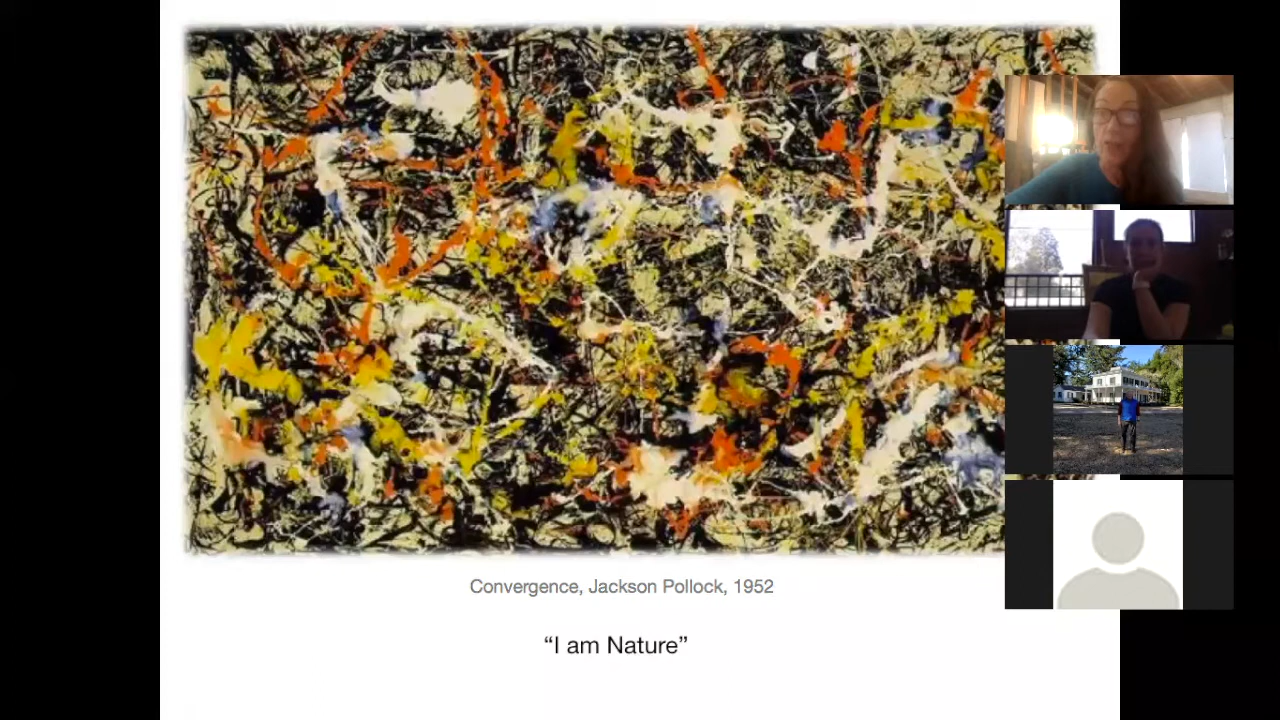 Convergence, Jackson Pollock, 1952
“I am Nature”